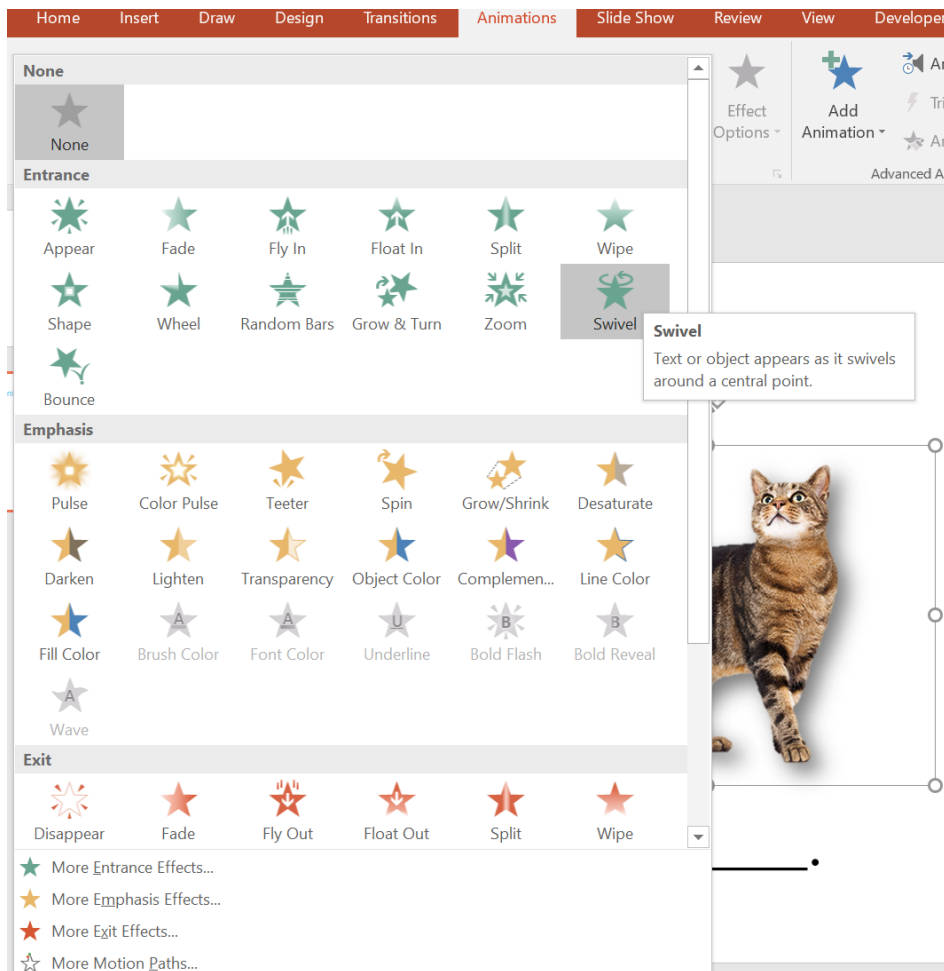 Home Insert Draw Design Transitions Animations Slide Show Review View Developer
None
None
Effect
Options
Add
Animation
Advanced A
Entrance
Appear Fade Fly In Float In Split Wipe
Shape Wheel Random Bars Grow & Turn Zoom Swivel
Swivel
Text or object appears as it swivels
around a central point.
Bounce
Emphasis
Pulse Color Pulse Teeter Spin Grow/Shrink Desaturate
Darken Lighten Transparency Object Color Complemen... Line Color
Fill Color Brush Color Font Color Underline Bold Flash Bold Reveal
Wave
Exit
Disappear Fade Fly Out Float Out Split Wipe
More Entrance Effects...
More Emphasis Effects...
More Exit Effects...
More Motion Paths...